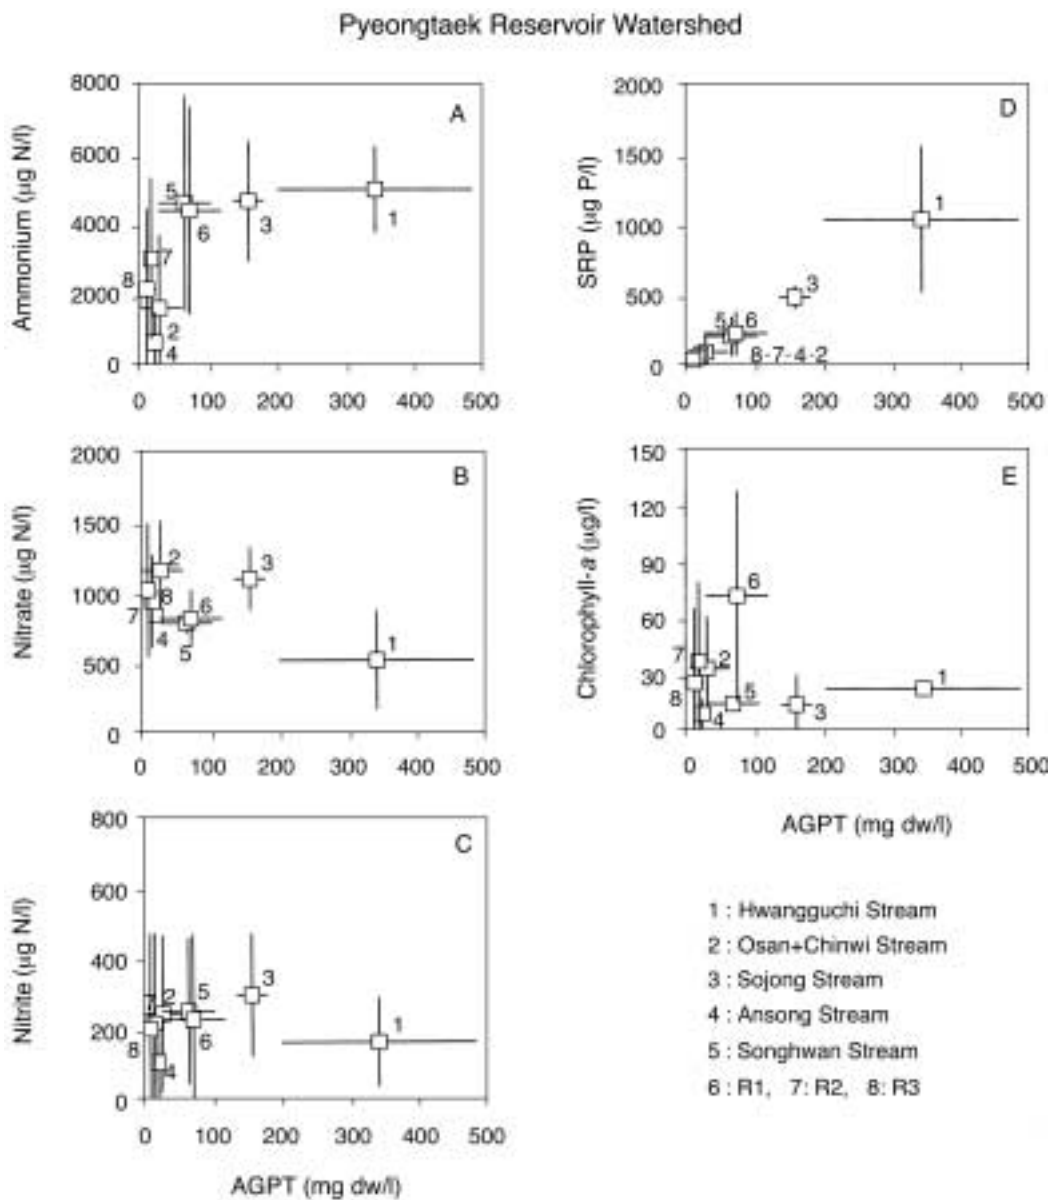 Pyeongtaek Reservoir Watershed
A
Ammonium (μg N/l)
8000
6000
4000
2000
0
5
6
7
8
3
1
2
4
0 100 200 300 400 500
B
Nitrate (μg N/l)
2000
1500
1000
500
0
2
3
8
7
6
4
5
1
0 100 200 300 400 500
C
Nitrite (μg N/l)
800
600
400
200
0
7
2
5
3
8
4
6
1
0 100 200 300 400 500
AGPT (mg dw/l)
D
SRP (μg P/l)
2000
1500
1000
500
0
1
3
5
6
8-7-4-2
0 100 200 300 400 500
E
Chlorophyll-a (μg/l)
150
120
90
60
30
0
6
7
2
8
4
5
3
1
0 100 200 300 400 500
AGPT (mg dw/l)
1 : Hwangguchi Stream
2 : Osan+Chinwi Stream
3 : Sojong Stream
4 : Ansong Stream
5 : Songhwan Stream
6 : R1, 7: R2, 8: R3